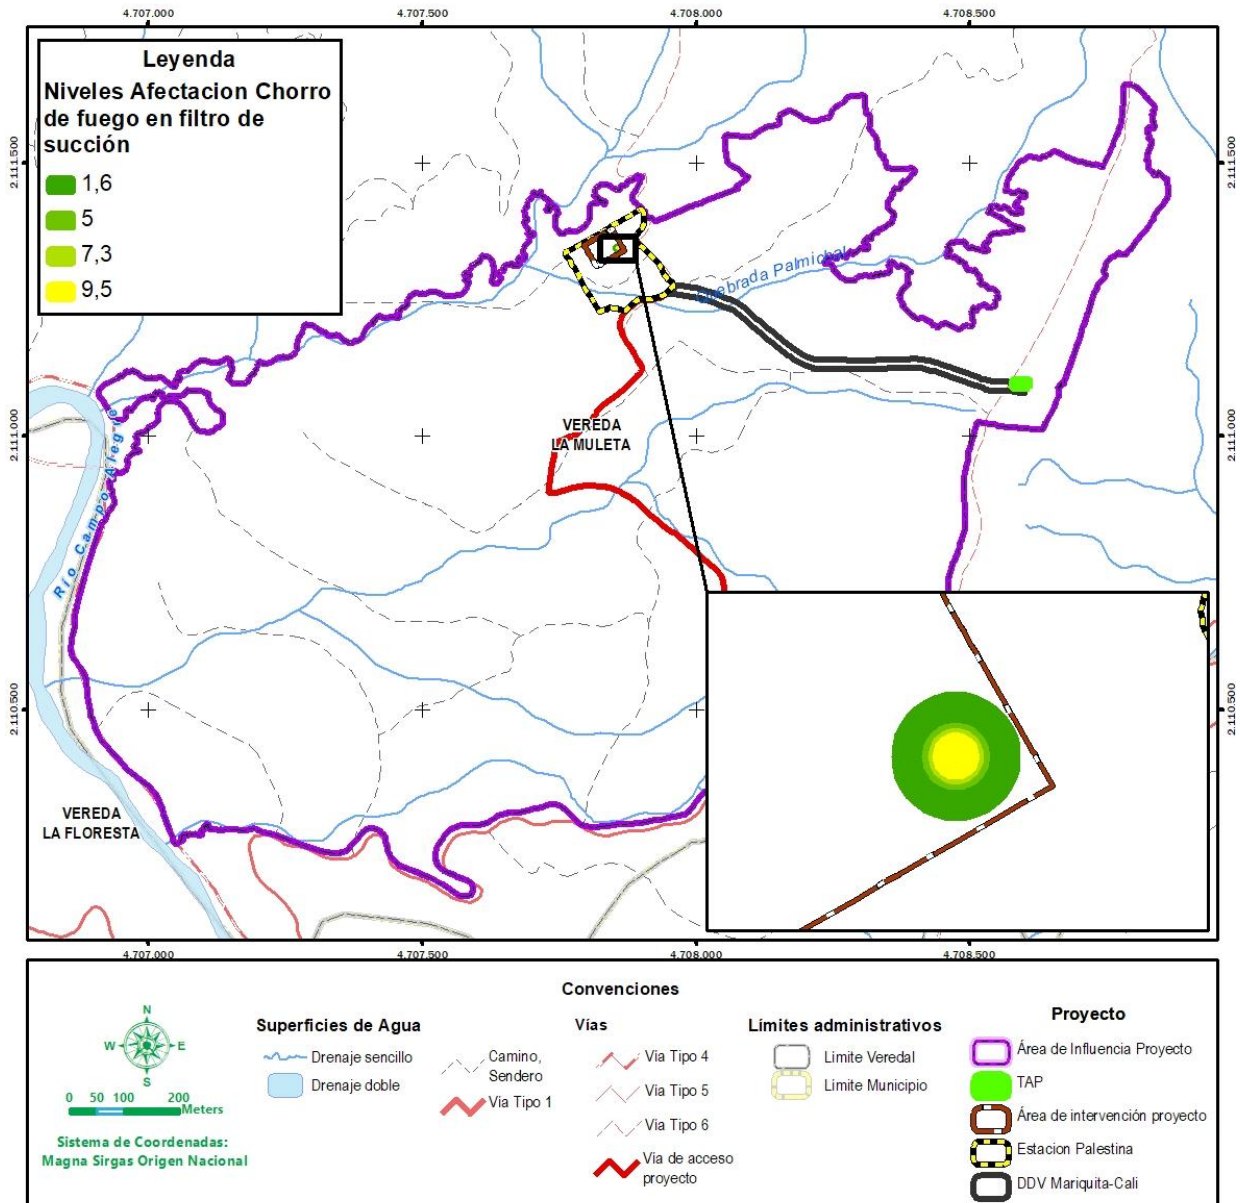 4.707.000
4.707.500
4.708.000
4.708.500
Leyenda
Niveles Afectacion Chorro
de fuego en filtro de
succión
1,6
5
7,3
9,5
2.111.500
2.111.500
Quebrada Palmichal
2.111.000
2.111.000
VEREDA
LA MULETA
Río Campo Alegre
2.110.500
2.110.500
VEREDA
LA FLORESTA
4.707.000
4.707.500
4.708.000
4.708.500
Convenciones
N
W
E
S
0 50 100 200
Meters
Sistema de Coordenadas:
Magna Sirgas Origen Nacional
Superficies de Agua
Drenaje sencillo
Drenaje doble
Vías
Camino,
Sendero
Vía Tipo 1
Via Tipo 4
Via Tipo 5
Via Tipo 6
Via de acceso
proyecto
Límites administrativos
Limite Veredal
Limite Municipio
Proyecto
Área de Influencia Proyecto
TAP
Área de intervención proyecto
Estacion Palestina
DDV Mariquita-Cali